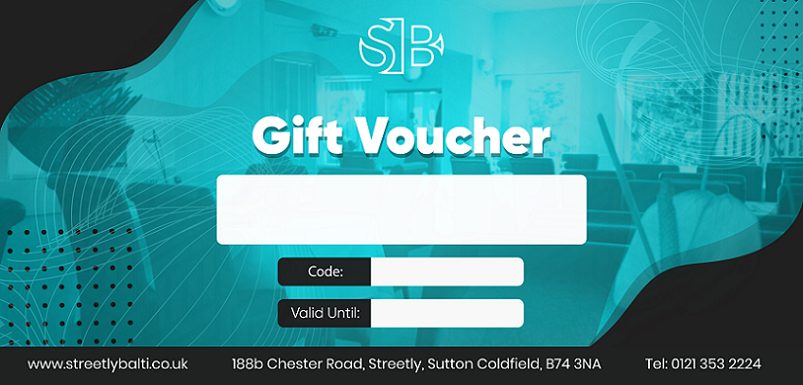 S1B
Gift Voucher
Code:
Valid Until:
www.streetlybalti.co.uk 188b Chester Road, Streetly, Sutton Coldfield, B74 3NA Tel: 0121 353 2224